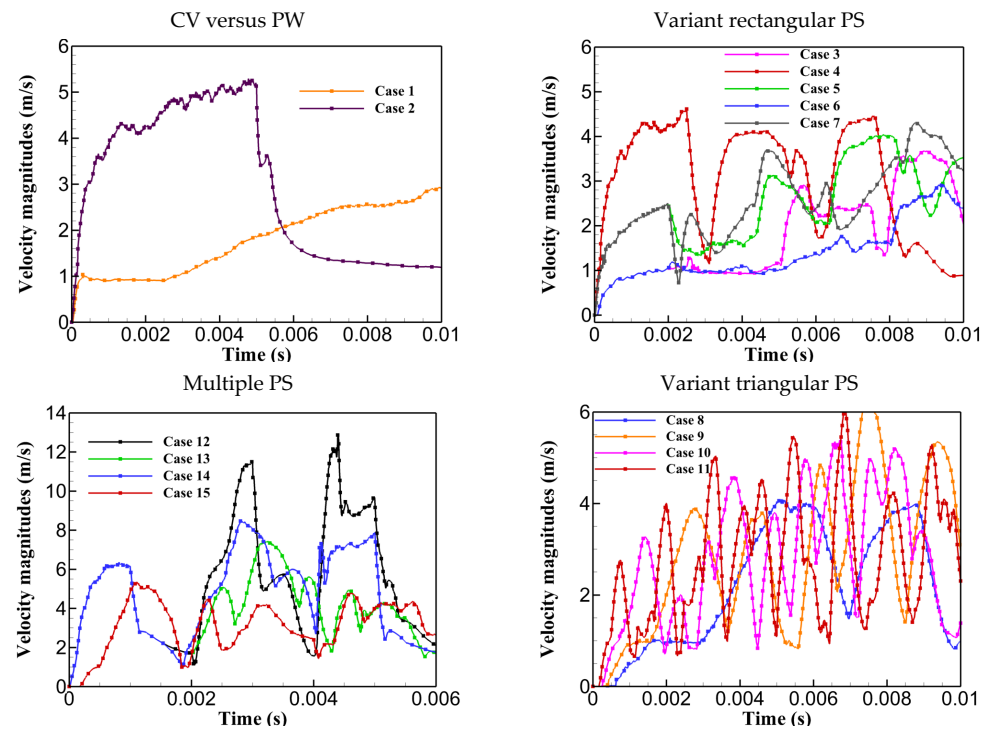 CV versus PW
Velocity magnitudes (m/s)
6
5
4
3
2
1
0
Case 1
Case 2
0 0.002 0.004 0.006 0.008 0.01
Time (s)
Variant rectangular PS
Velocity magnitudes (m/s)
6
5
4
3
2
1
0
Case 3
Case 4
Case 5
Case 6
Case 7
0 0.002 0.004 0.006 0.008 0.01
Time (s)
Multiple PS
Velocity magnitudes (m/s)
14
12
10
8
6
4
2
0
Case 12
Case 13
Case 14
Case 15
0 0.002 0.004 0.006
Time (s)
Variant triangular PS
Velocity magnitudes (m/s)
6
4
2
0
Case 8
Case 9
Case 10
Case 11
0 0.002 0.004 0.006 0.008 0.01
Time (s)